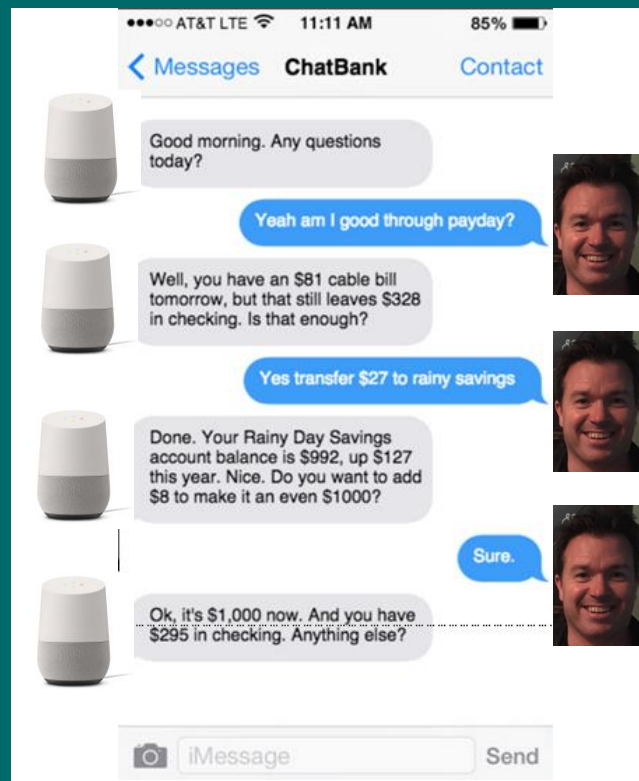 ●●●○○ AT&T LTE 11:11 AM 85%
Messages ChatBank Contact
Good morning. Any questions
today?
Yeah am I good through payday?
Well, you have an $81 cable bill
tomorrow, but that still leaves $328
in checking. Is that enough?
Yes transfer $27 to rainy savings
Done. Your Rainy Day Savings
account balance is $992, up $127
this year. Nice. Do you want to add
$8 to make it an even $1000?
Sure.
Ok, it's $1,000 now. And you have
$295 in checking. Anything else?
iMessage Send